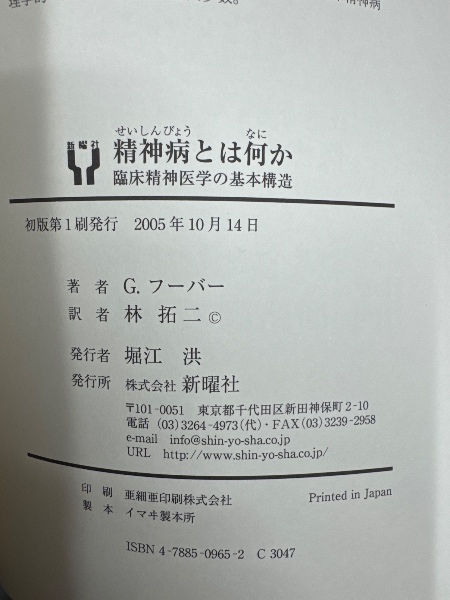 精神病
せいしんびょう なに
新曜社 精神病とは何か
臨床精神医学の基本構造
初版第1刷発行 2005年10月14日
著者 G. フーバー
訳者 林 拓二 ©
発行者 堀江 洪
発行所 株式会社 新曜社
〒101-0051 東京都千代田区神田神保町2-10
電話 (03)3264-4973(代)・FAX(03)3239-2958
e-mail info@shin-yo-sha.co.jp
URL http://www.shin-yo-sha.co.jp/
印刷 亜細亜印刷株式会社 Printed in Japan
製本 イマヰ製本所
ISBN 4-7885-0965-2 C 3047